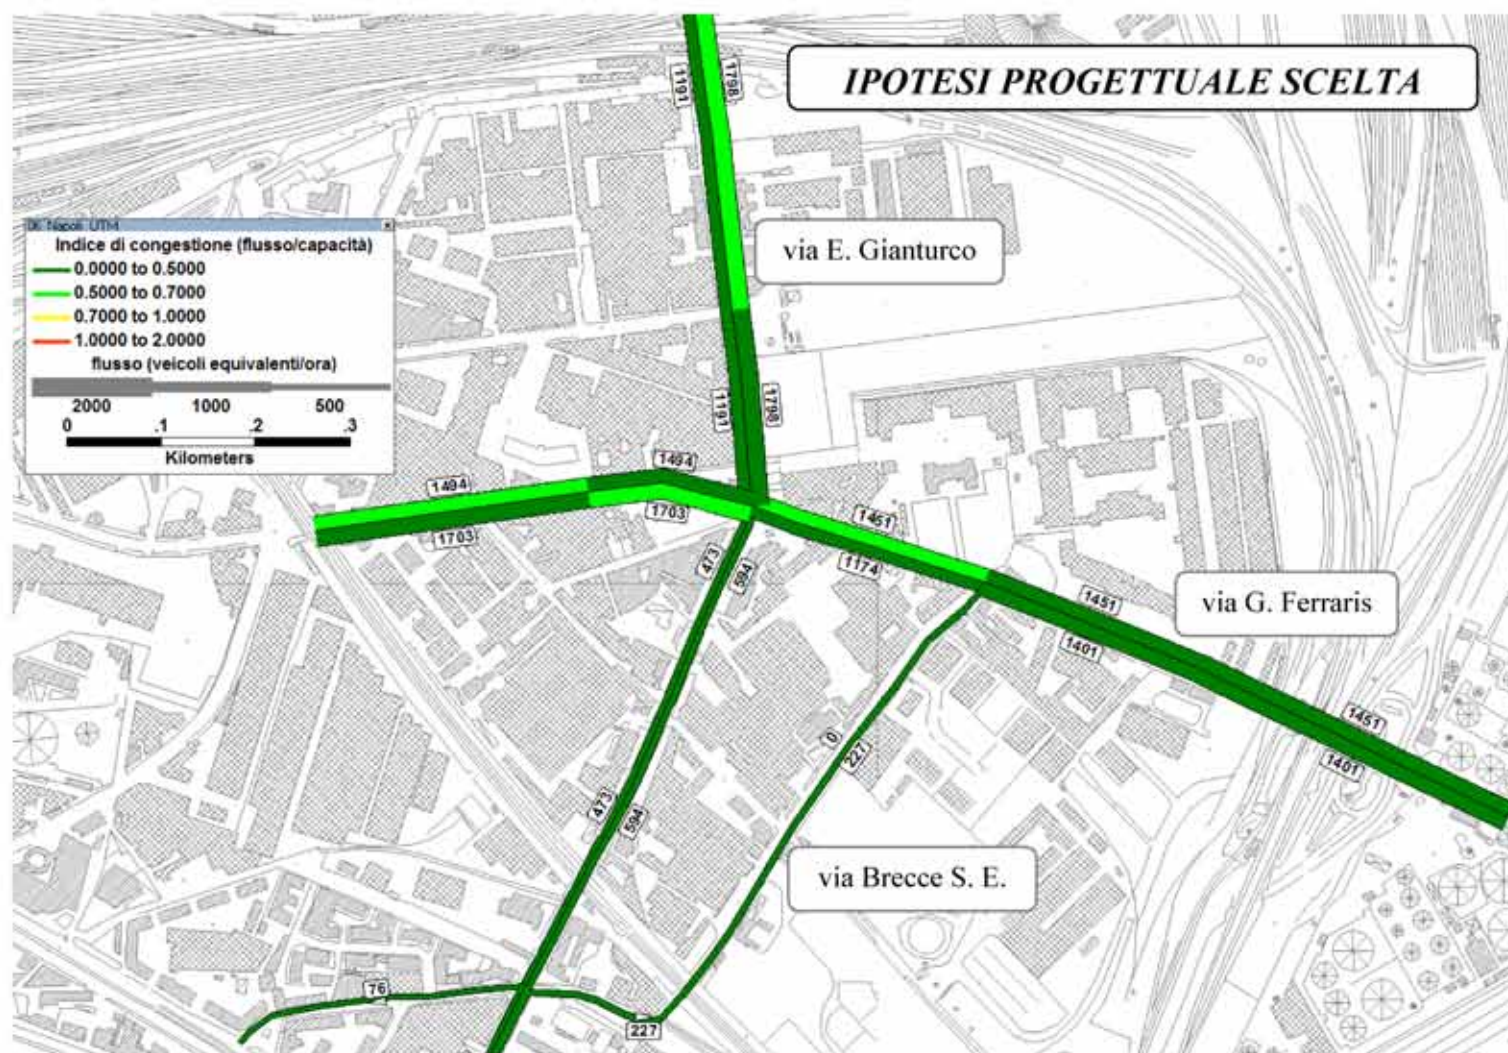 IPOTESI PROGETTUALE SCELTA
1191
1798
via E. Gianturco
06_Napoli_UTM
Indice di congestione (flusso/capacità)
0.0000 to 0.5000
0.5000 to 0.7000
0.7000 to 1.0000
1.0000 to 2.0000
flusso (veicoli equivalenti/ora)
2000 1000 500
0 .1 .2 .3
Kilometers
1191
1798
1494
1494
1703
1703
1451
1174
473
594
1451
1401
via G. Ferraris
1451
1401
0
227
473
594
via Brecce S. E.
76
227